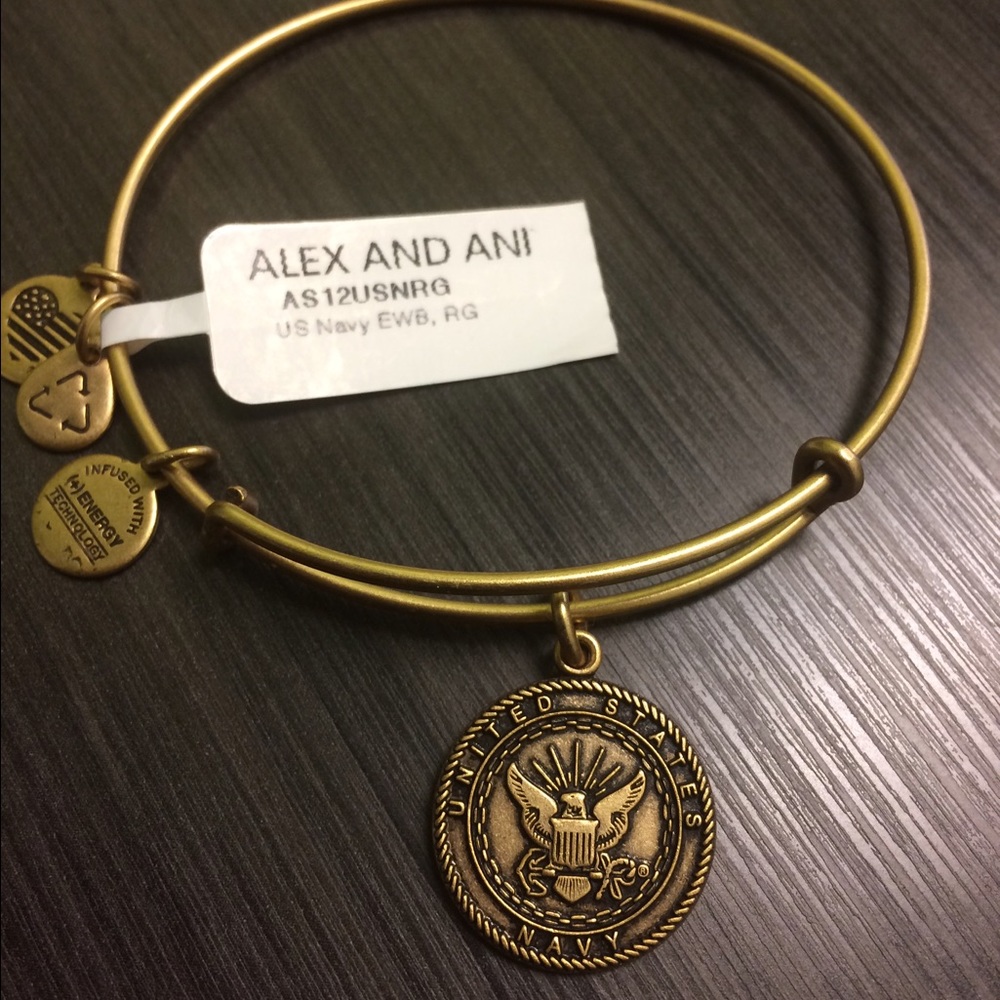 ALEX AND ANI
AS12USNRG
US Navy EWB, RG
INFUSED WITH
(+) ENERGY
TECHNOLOGY
UNITED STATES
NAVY
®